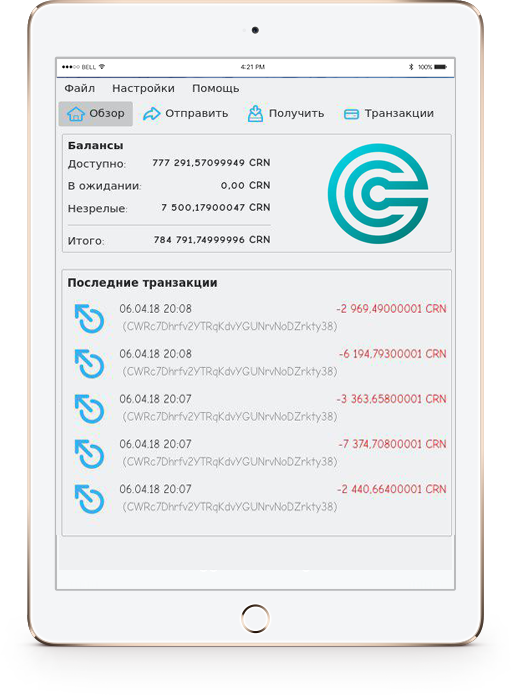 BELL 4:21 PM 100%
Файл Настройки Помощь
Обзор Отправить Получить Транзакции
Балансы
Доступно: 777 291,57099949 CRN
В ожидании: 0,00 CRN
Незрелые: 7 500,17900047 CRN
Итого: 784 791,74999996 CRN
Последние транзакции
06.04.18 20:08 -2 969,49000001 CRN
(CWRc7Dhrfv2YTRqKdvYGUNrvNoDZrkty38)
06.04.18 20:08 -6 194,79300001 CRN
(CWRc7Dhrfv2YTRqKdvYGUNrvNoDZrkty38)
06.04.18 20:07 -3 363,65800001 CRN
(CWRc7Dhrfv2YTRqKdvYGUNrvNoDZrkty38)
06.04.18 20:07 -7 374,70800001 CRN
(CWRc7Dhrfv2YTRqKdvYGUNrvNoDZrkty38)
06.04.18 20:07 -2 440,66400001 CRN
(CWRc7Dhrfv2YTRqKdvYGUNrvNoDZrkty38)